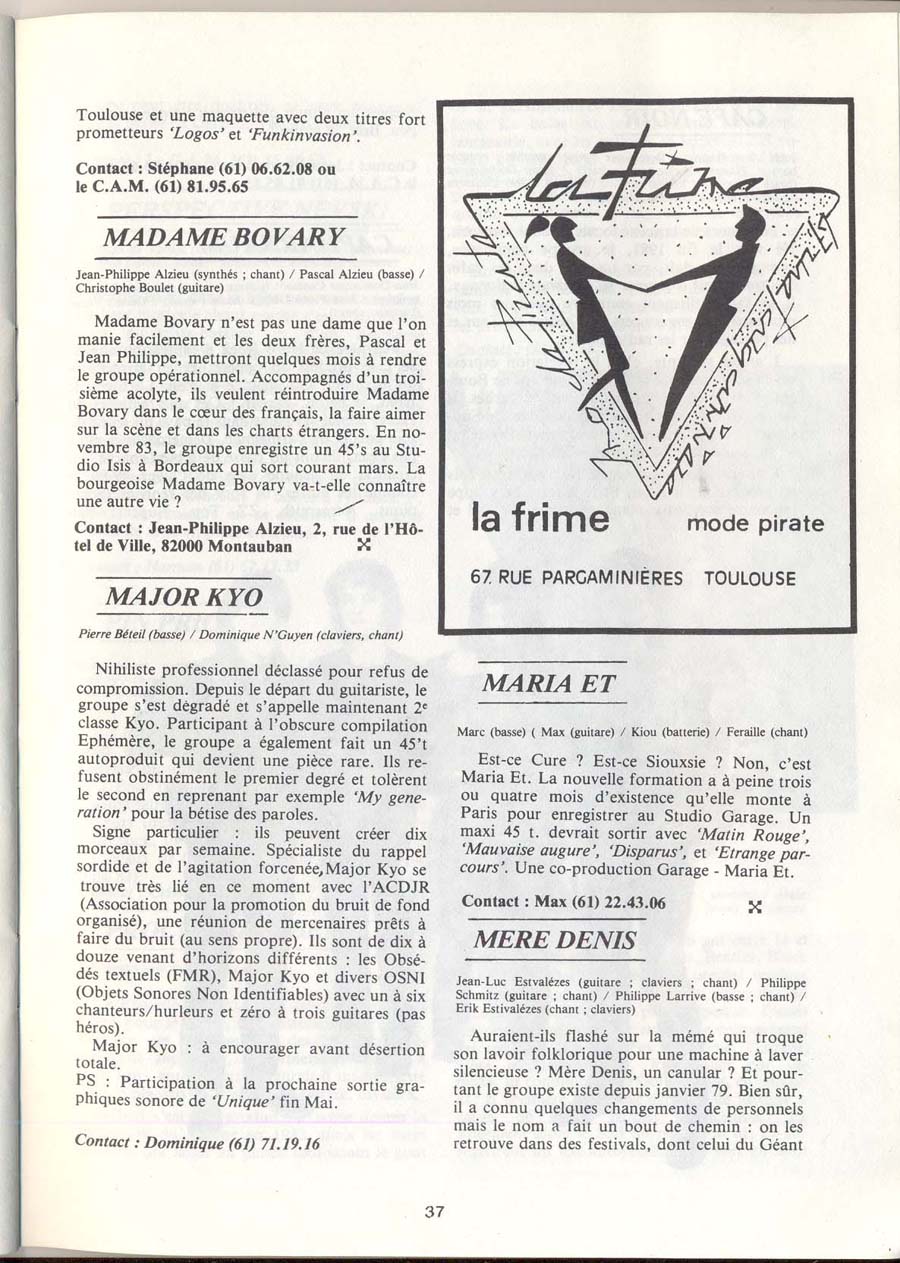 Toulouse et une maquette avec deux titres fort
prometteurs ‘Logos’ et ‘Funkinvasion’.
Contact : Stéphane (61) 06.62.08 ou
le C.A.M. (61) 81.95.65
MADAME BOVARY
Jean-Philippe Alzieu (synthés ; chant) / Pascal Alzieu (basse) /
Christophe Boulet (guitare)
Madame Bovary n’est pas une dame que l’on
manie facilement et les deux frères, Pascal et
Jean Philippe, mettront quelques mois à rendre
le groupe opérationnel. Accompagnés d’un troi-
sième acolyte, ils veulent réintroduire Madame
Bovary dans le cœur des français, la faire aimer
sur la scène et dans les charts étrangers. En no-
vembre 83, le groupe enregistre un 45’s au Stu-
dio Isis à Bordeaux qui sort courant mars. La
bourgeoise Madame Bovary va-t-elle connaître
une autre vie ?
Contact : Jean-Philippe Alzieu, 2, rue de l’Hô-
tel de Ville, 82000 Montauban
MAJOR KYO
Pierre Béteil (basse) / Dominique N’Guyen (claviers, chant)
Nihiliste professionnel déclassé pour refus de
compromission. Depuis le départ du guitariste, le
groupe s’est dégradé et s’appelle maintenant 2e
classe Kyo. Participant à l’obscure compilation
Ephémère, le groupe a également fait un 45’t
autoproduit qui devient une pièce rare. Ils re-
fusent obstinément le premier degré et tolèrent
le second en reprenant par exemple ‘My gene-
ration’ pour la bétise des paroles.
Signe particulier : ils peuvent créer dix
morceaux par semaine. Spécialiste du rappel
sordide et de l’agitation forcenée, Major Kyo se
trouve très lié en ce moment avec l’ACDJR
(Association pour la promotion du bruit de fond
organisé), une réunion de mercenaires prêts à
faire du bruit (au sens propre). Ils sont de dix à
douze venant d’horizons différents : les Obsé-
dés textuels (FMR), Major Kyo et divers OSNI
(Objets Sonores Non Identifiables) avec un à six
chanteurs/hurleurs et zéro à trois guitares (pas
héros).
Major Kyo : à encourager avant désertion
totale.
PS : Participation à la prochaine sortie gra-
phiques sonore de ‘Unique’ fin Mai.
Contact : Dominique (61) 71.19.16
la Frime
la frime mode pirate
67. RUE PARGAMINIÈRES TOULOUSE
MARIA ET
Marc (basse) ( Max (guitare) / Kiou (batterie) / Feraille (chant)
Est-ce Cure ? Est-ce Siouxsie ? Non, c’est
Maria Et. La nouvelle formation a à peine trois
ou quatre mois d’existence qu’elle monte à
Paris pour enregistrer au Studio Garage. Un
maxi 45 t. devrait sortir avec ‘Matin Rouge’,
‘Mauvaise augure’, ‘Disparus’, et ‘Etrange par-
cours’. Une co-production Garage - Maria Et.
Contact : Max (61) 22.43.06
MERE DENIS
Jean-Luc Estvalézes (guitare ; claviers ; chant) / Philippe
Schmitz (guitare ; chant) / Philippe Larrive (basse ; chant) /
Erik Estivalézes (chant ; claviers)
Auraient-ils flashé sur la mémé qui troque
son lavoir folklorique pour une machine à laver
silencieuse ? Mère Denis, un canular ? Et pour-
tant le groupe existe depuis janvier 79. Bien sûr,
il a connu quelques changements de personnels
mais le nom a fait un bout de chemin : on les
retrouve dans des festivals, dont celui du Géant
37